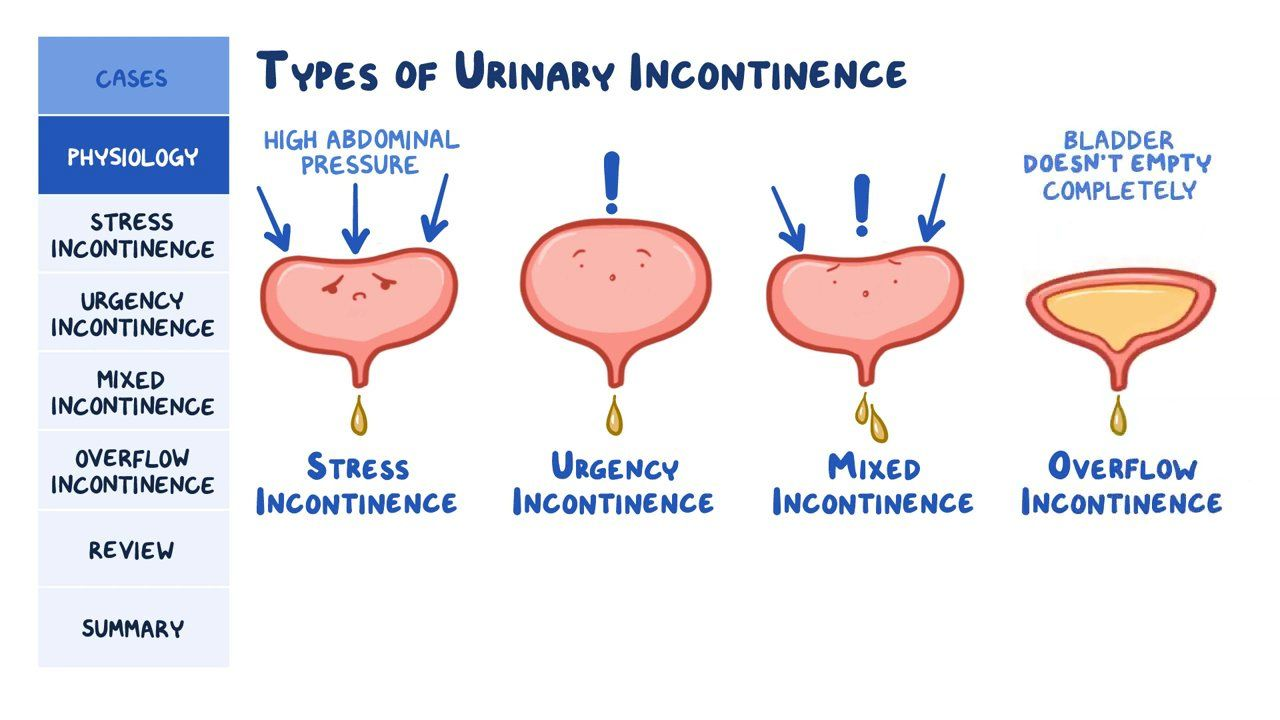 CASES
PHYSIOLOGY
STRESS
INCONTINENCE
URGENCY
INCONTINENCE
MIXED
INCONTINENCE
OVERFLOW
INCONTINENCE
REVIEW
SUMMARY
TYPES OF URINARY INCONTINENCE
HIGH ABDOMINAL
PRESSURE
!
STRESS
INCONTINENCE
URGENCY
INCONTINENCE
!
MIXED
INCONTINENCE
BLADDER
DOESN'T EMPTY
COMPLETELY
OVERFLOW
INCONTINENCE